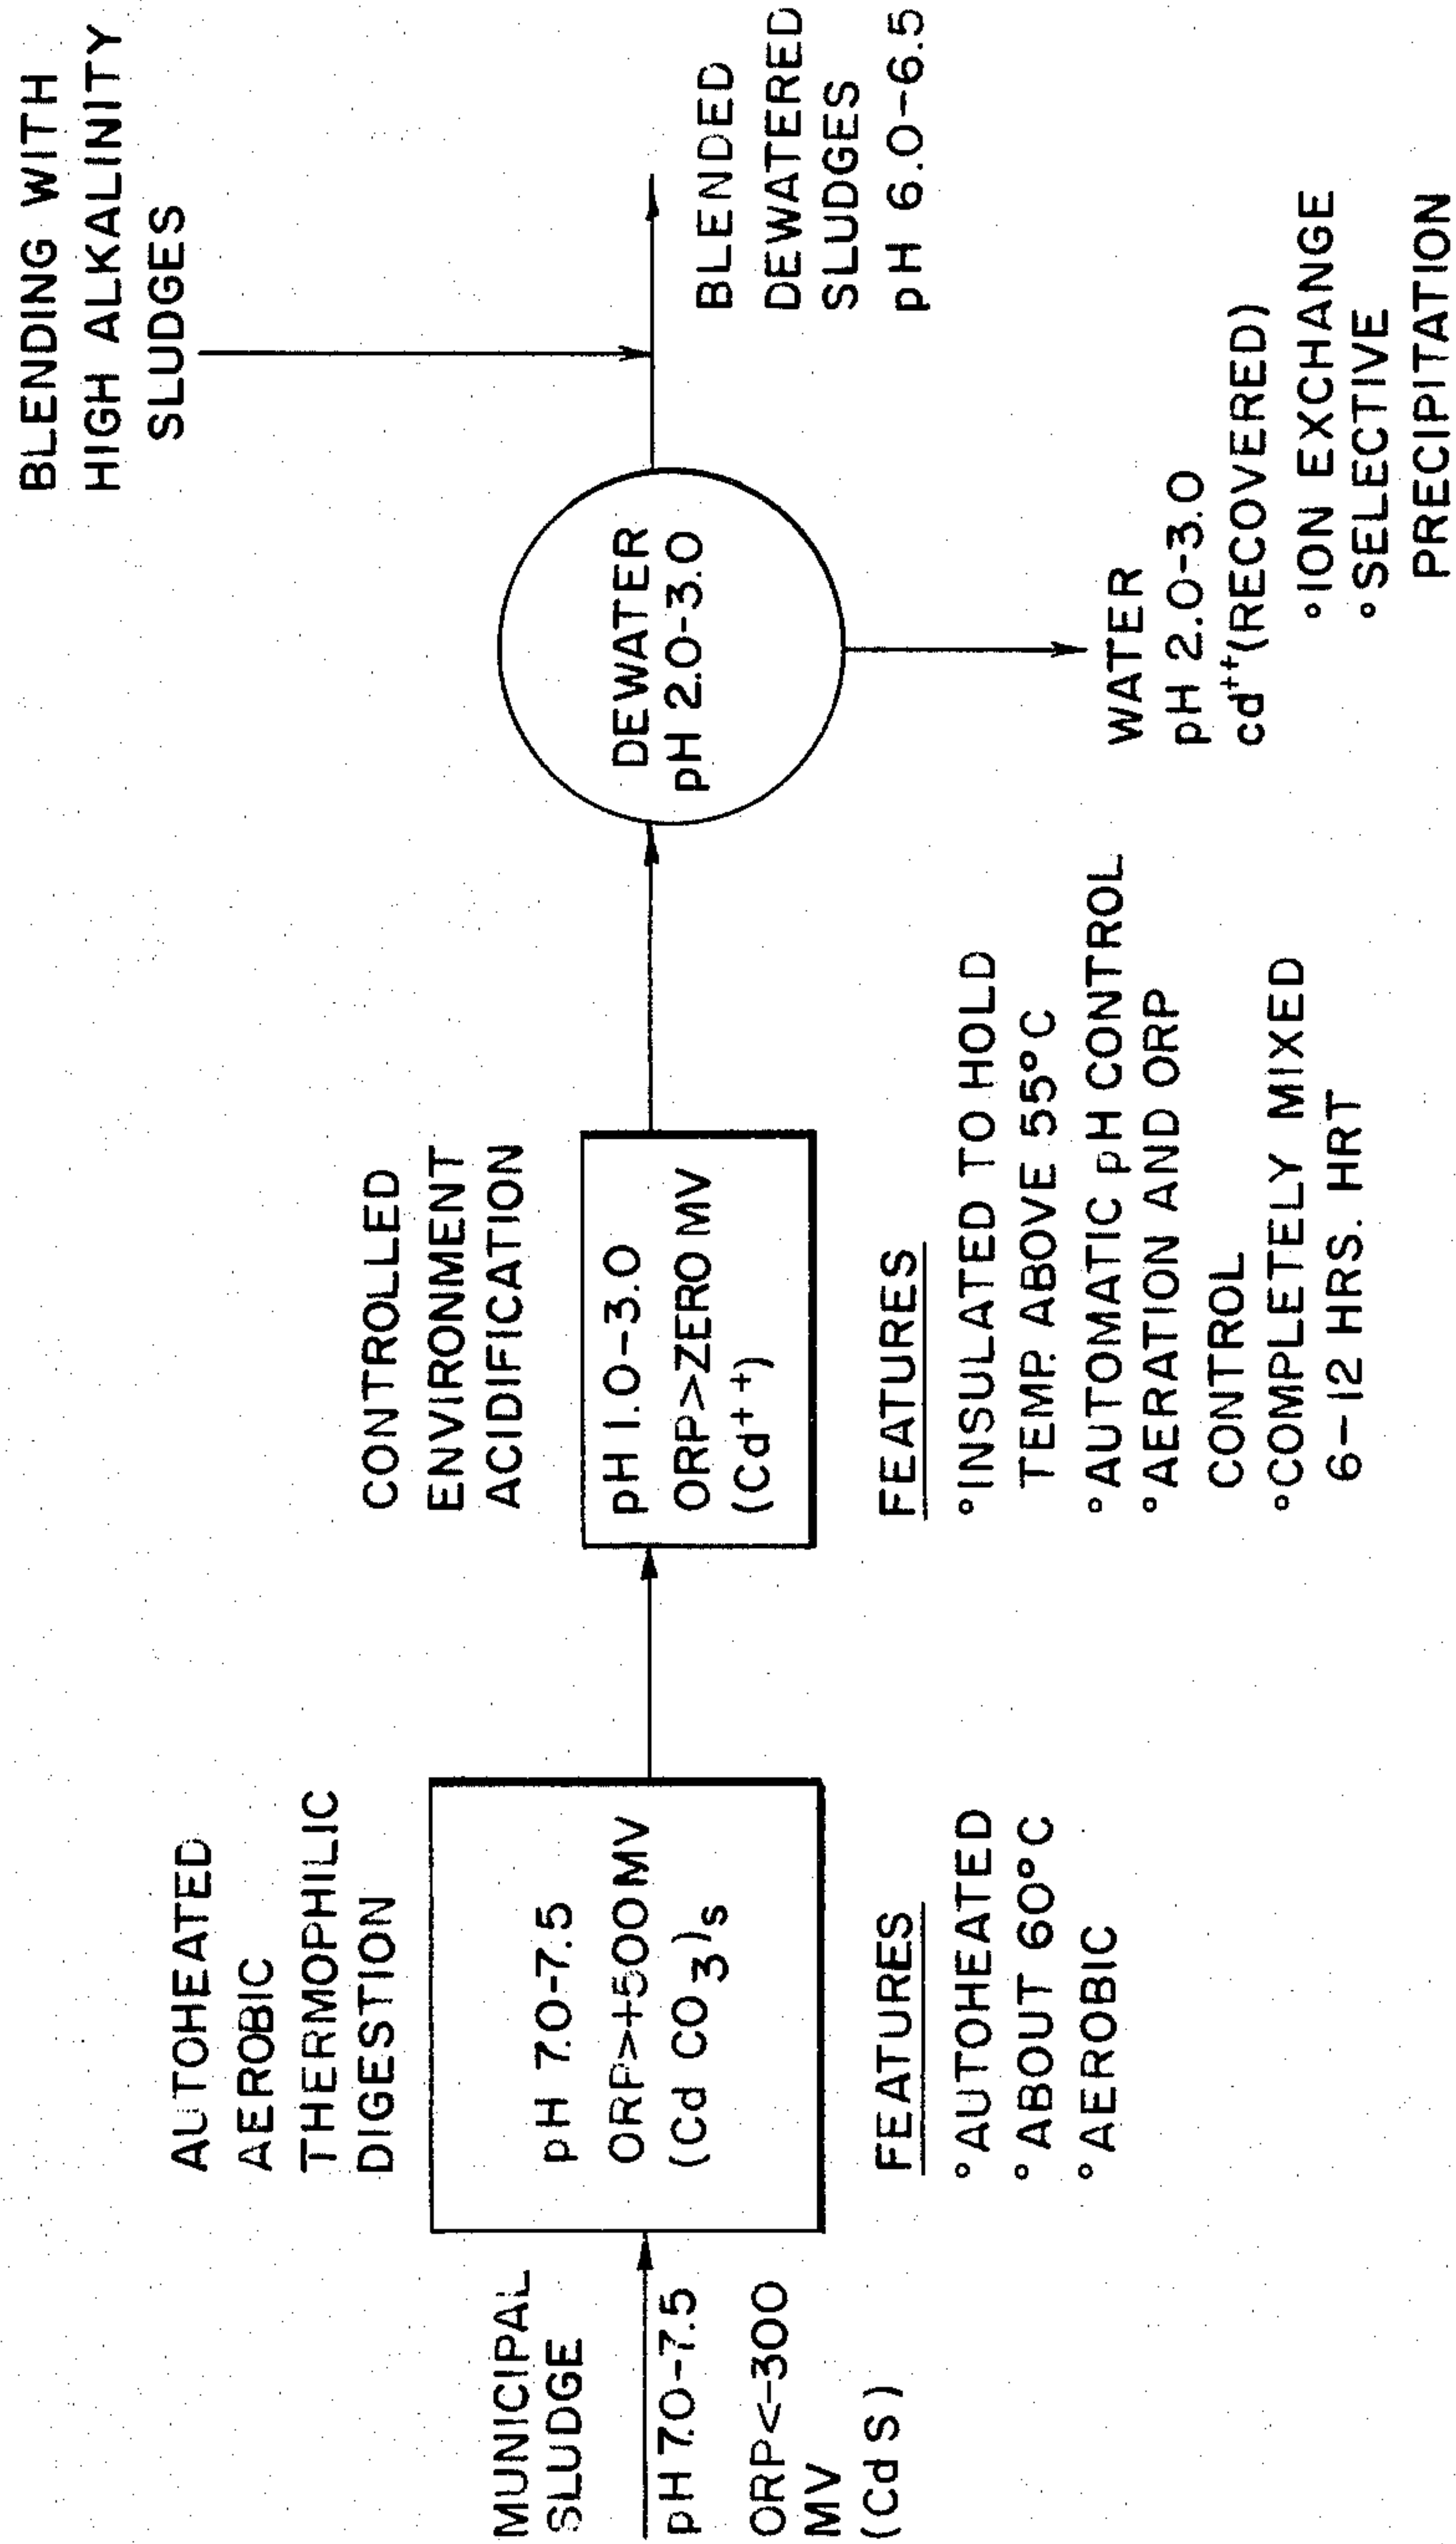 MUNICIPAL
SLUDGE
pH 7.0-7.5
ORP<-300
MV
(Cd S)
AUTOHEATED
AEROBIC
THERMOPHILIC
DIGESTION
pH 7.0-7.5
ORP>+500MV
(Cd CO3)s
FEATURES
°AUTOHEATED
°ABOUT 60°C
°AEROBIC
CONTROLLED
ENVIRONMENT
ACIDIFICATION
pH 1.0-3.0
ORP>ZERO MV
(Cd++)
FEATURES
°INSULATED TO HOLD
TEMP. ABOVE 55°C
°AUTOMATIC pH CONTROL
°AERATION AND ORP
CONTROL
°COMPLETELY MIXED
6-12 HRS. HRT
DEWATER
pH 2.0-3.0
WATER
pH 2.0-3.0
cd++(RECOVERED)
°ION EXCHANGE
°SELECTIVE
PRECIPITATION
BLENDING WITH
HIGH ALKALINITY
SLUDGES
BLENDED
DEWATERED
SLUDGES
pH 6.0-6.5